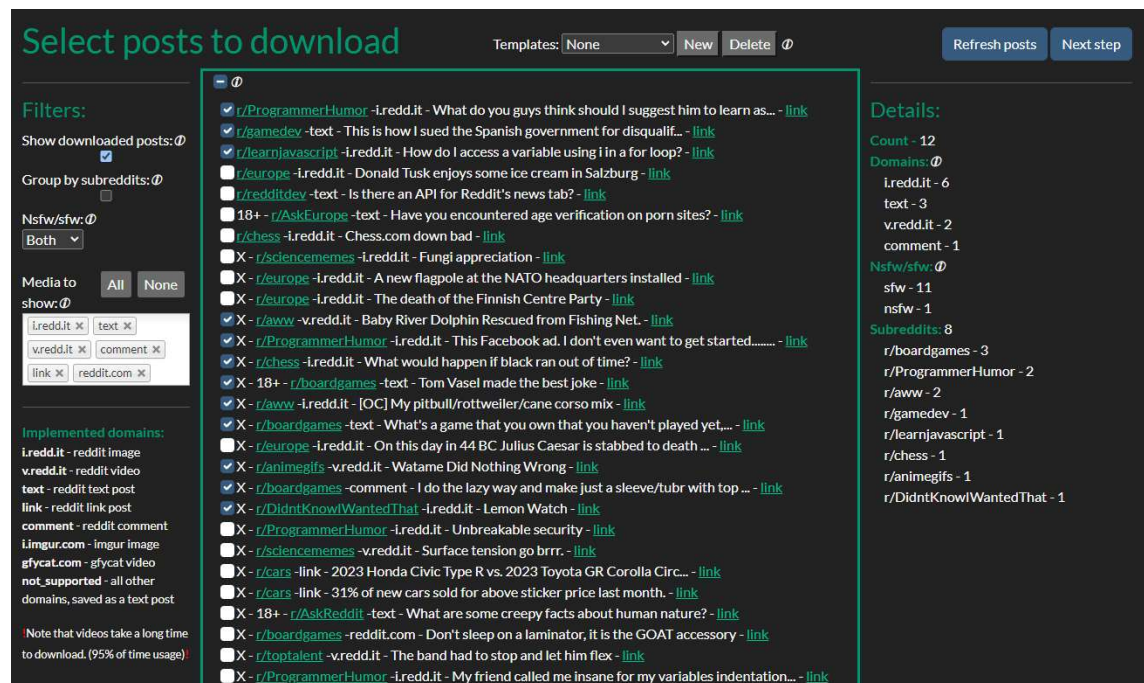 Select posts to download
Templates: None New Delete
Refresh posts Next step
Filters:
Show downloaded posts:
Group by subreddits:
Nsfw/sfw:
Both
Media to All None
show:
i.redd.it × text ×
v.redd.it × comment ×
link × reddit.com ×
Implemented domains:
i.redd.it - reddit image
v.redd.it - reddit video
text - reddit text post
link - reddit link post
comment - reddit comment
i.imgur.com - imgur image
gfycat.com - gfycat video
not_supported - all other
domains, saved as a text post
!Note that videos take a long time
to download. (95% of time usage)!
r/ProgrammerHumor -i.redd.it - What do you guys think should I suggest him to learn as... - link
r/gamedev -text - This is how I sued the Spanish government for disqualif... - link
r/learnjavascript -i.redd.it - How do I access a variable using i in a for loop? - link
r/europe -i.redd.it - Donald Tusk enjoys some ice cream in Salzburg - link
r/redditdev -text - Is there an API for Reddit's news tab? - link
18+ - r/AskEurope -text - Have you encountered age verification on porn sites? - link
r/chess -i.redd.it - Chess.com down bad - link
X - r/sciencememes -i.redd.it - Fungi appreciation - link
X - r/europe -i.redd.it - A new flagpole at the NATO headquarters installed - link
X - r/europe -i.redd.it - The death of the Finnish Centre Party - link
X - r/aww -v.redd.it - Baby River Dolphin Rescued from Fishing Net. - link
X - r/ProgrammerHumor -i.redd.it - This Facebook ad. I don't even want to get started......... - link
X - r/chess -i.redd.it - What would happen if black ran out of time? - link
X - 18+ - r/boardgames -text - Tom Vasel made the best joke - link
X - r/aww -i.redd.it - [OC] My pitbull/rottweiler/cane corso mix - link
X - r/boardgames -text - What's a game that you own that you haven't played yet,... - link
X - r/europe -i.redd.it - On this day in 44 BC Julius Caesar is stabbed to death ... - link
X - r/animegifs -v.redd.it - Watame Did Nothing Wrong - link
X - r/boardgames -comment - I do the lazy way and make just a sleeve/tubr with top ... - link
X - r/DidntKnowIWantedThat -i.redd.it - Lemon Watch - link
X - r/ProgrammerHumor -i.redd.it - Unbreakable security - link
X - r/sciencememes -v.redd.it - Surface tension go brrr. - link
X - r/cars -link - 2023 Honda Civic Type R vs. 2023 Toyota GR Corolla Circ... - link
X - r/cars -link - 31% of new cars sold for above sticker price last month. - link
X - 18+ - r/AskReddit -text - What are some creepy facts about human nature? - link
X - r/boardgames -reddit.com - Don't sleep on a laminator, it is the GOAT accessory - link
X - r/toptalent -v.redd.it - The band had to stop and let him flex - link
X - r/ProgrammerHumor -i.redd.it - My friend called me insane for my variables indentation... - link
Details:
Count - 12
Domains:
i.redd.it - 6
text - 3
v.redd.it - 2
comment - 1
Nsfw/sfw:
sfw - 11
nsfw - 1
Subreddits: 8
r/boardgames - 3
r/ProgrammerHumor - 2
r/aww - 2
r/gamedev - 1
r/learnjavascript - 1
r/chess - 1
r/animegifs - 1
r/DidntKnowIWantedThat - 1